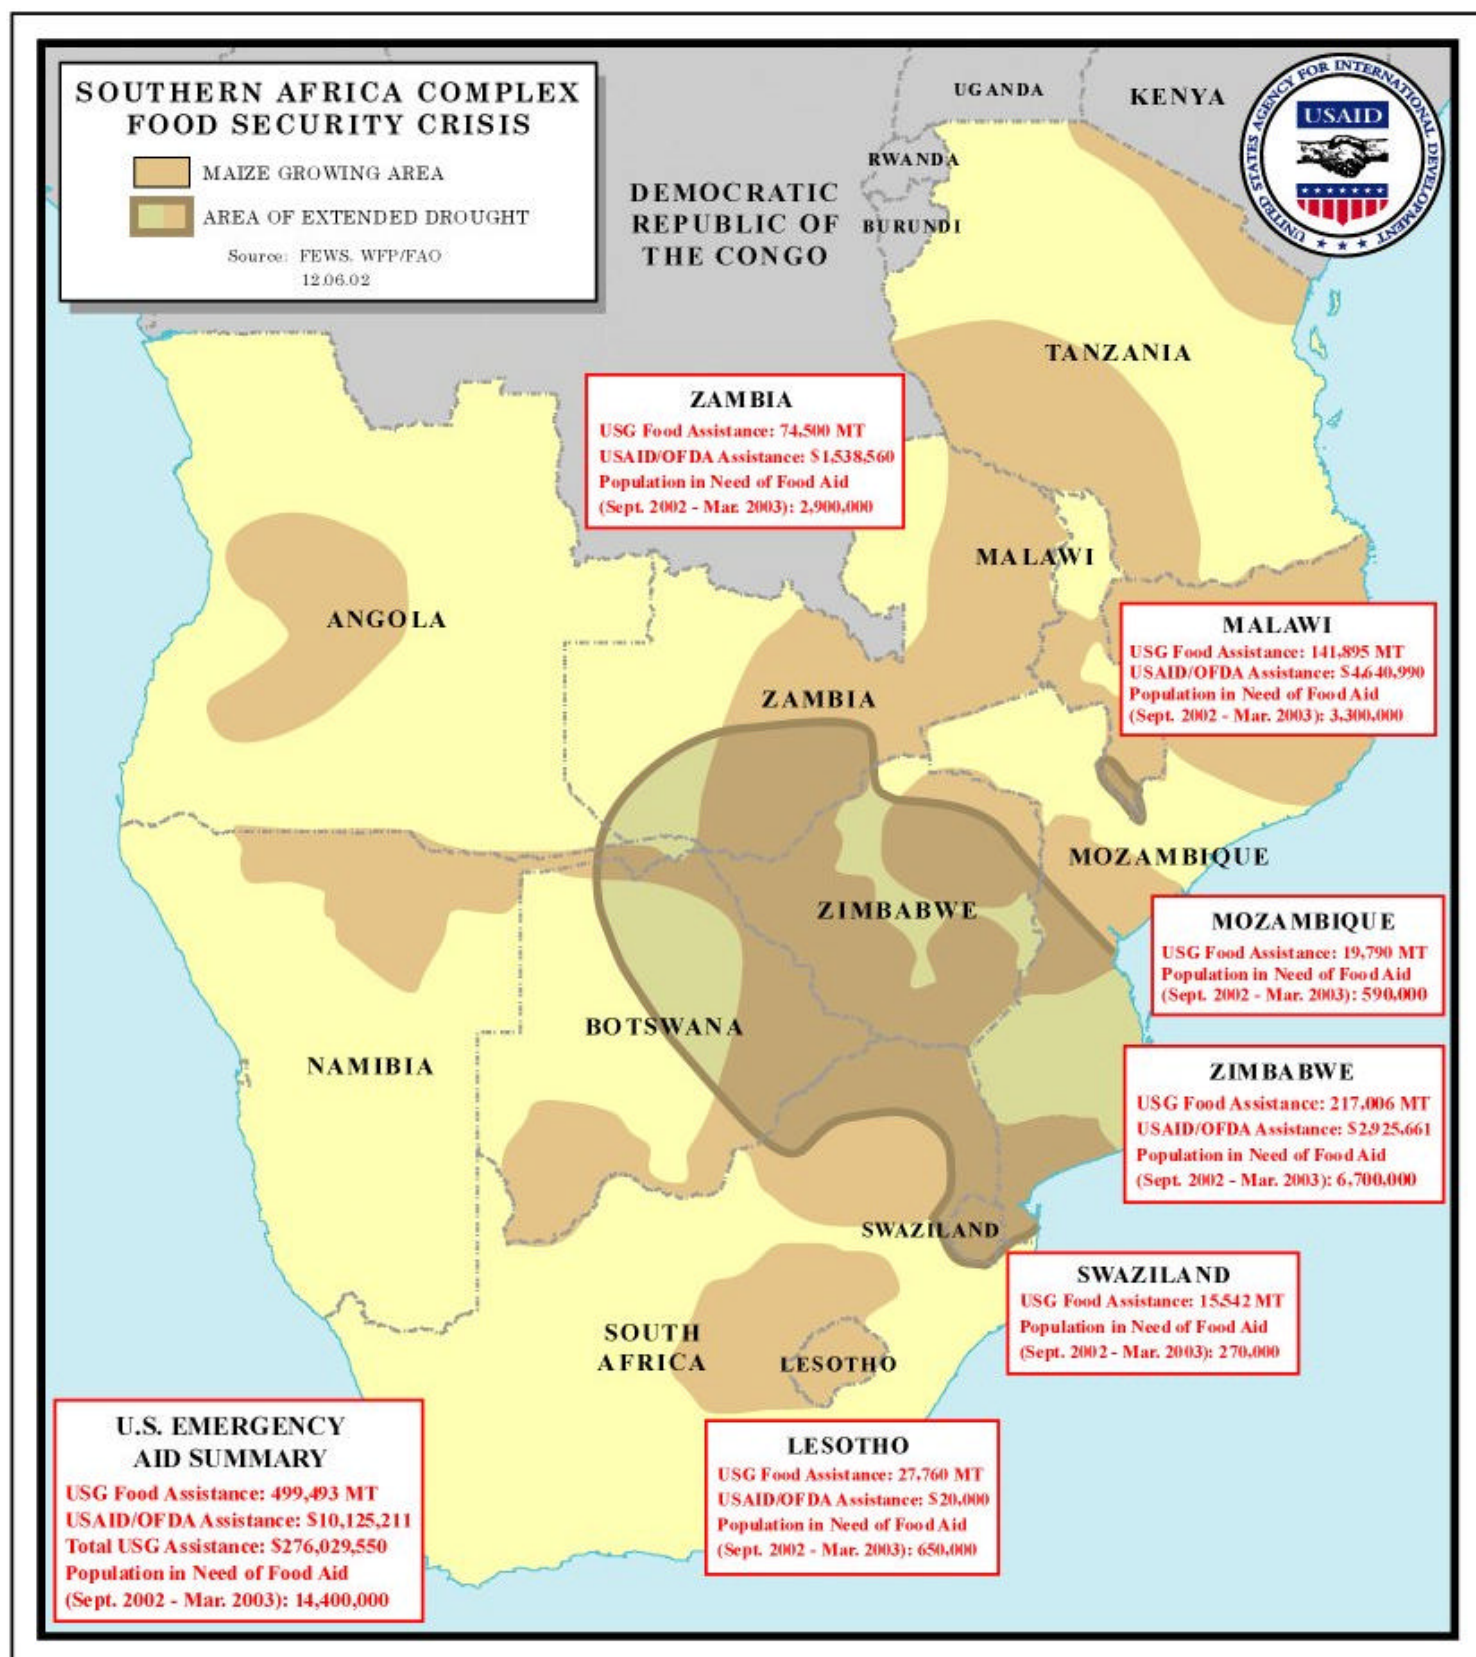 SOUTHERN AFRICA COMPLEX
FOOD SECURITY CRISIS
MAIZE GROWING AREA
AREA OF EXTENDED DROUGHT
Source: FEWS, WFP/FAO
12.06.02
UNITED STATES AGENCY FOR INTERNATIONAL DEVELOPMENT
USAID
UGANDA
KENYA
RWANDA
BURUNDI
DEMOCRATIC
REPUBLIC OF
THE CONGO
TANZANIA
ZAMBIA
USG Food Assistance: 74,500 MT
USAID/OFDA Assistance: $1,538,560
Population in Need of Food Aid
(Sept. 2002 - Mar. 2003): 2,900,000
MALAWI
ANGOLA
MALAWI
USG Food Assistance: 141,895 MT
USAID/OFDA Assistance: $4,640,990
Population in Need of Food Aid
(Sept. 2002 - Mar. 2003): 3,300,000
ZAMBIA
MOZAMBIQUE
ZIMBABWE
MOZAMBIQUE
USG Food Assistance: 19,790 MT
Population in Need of Food Aid
(Sept. 2002 - Mar. 2003): 590,000
BOTSWANA
NAMIBIA
ZIMBABWE
USG Food Assistance: 217,006 MT
USAID/OFDA Assistance: $2,925,661
Population in Need of Food Aid
(Sept. 2002 - Mar. 2003): 6,700,000
SWAZILAND
SWAZILAND
USG Food Assistance: 15,542 MT
Population in Need of Food Aid
(Sept. 2002 - Mar. 2003): 270,000
SOUTH
AFRICA
LESOTHO
LESOTHO
USG Food Assistance: 27,760 MT
USAID/OFDA Assistance: $20,000
Population in Need of Food Aid
(Sept. 2002 - Mar. 2003): 650,000
U.S. EMERGENCY
AID SUMMARY
USG Food Assistance: 499,493 MT
USAID/OFDA Assistance: $10,125,211
Total USG Assistance: $276,029,550
Population in Need of Food Aid
(Sept. 2002 - Mar. 2003): 14,400,000